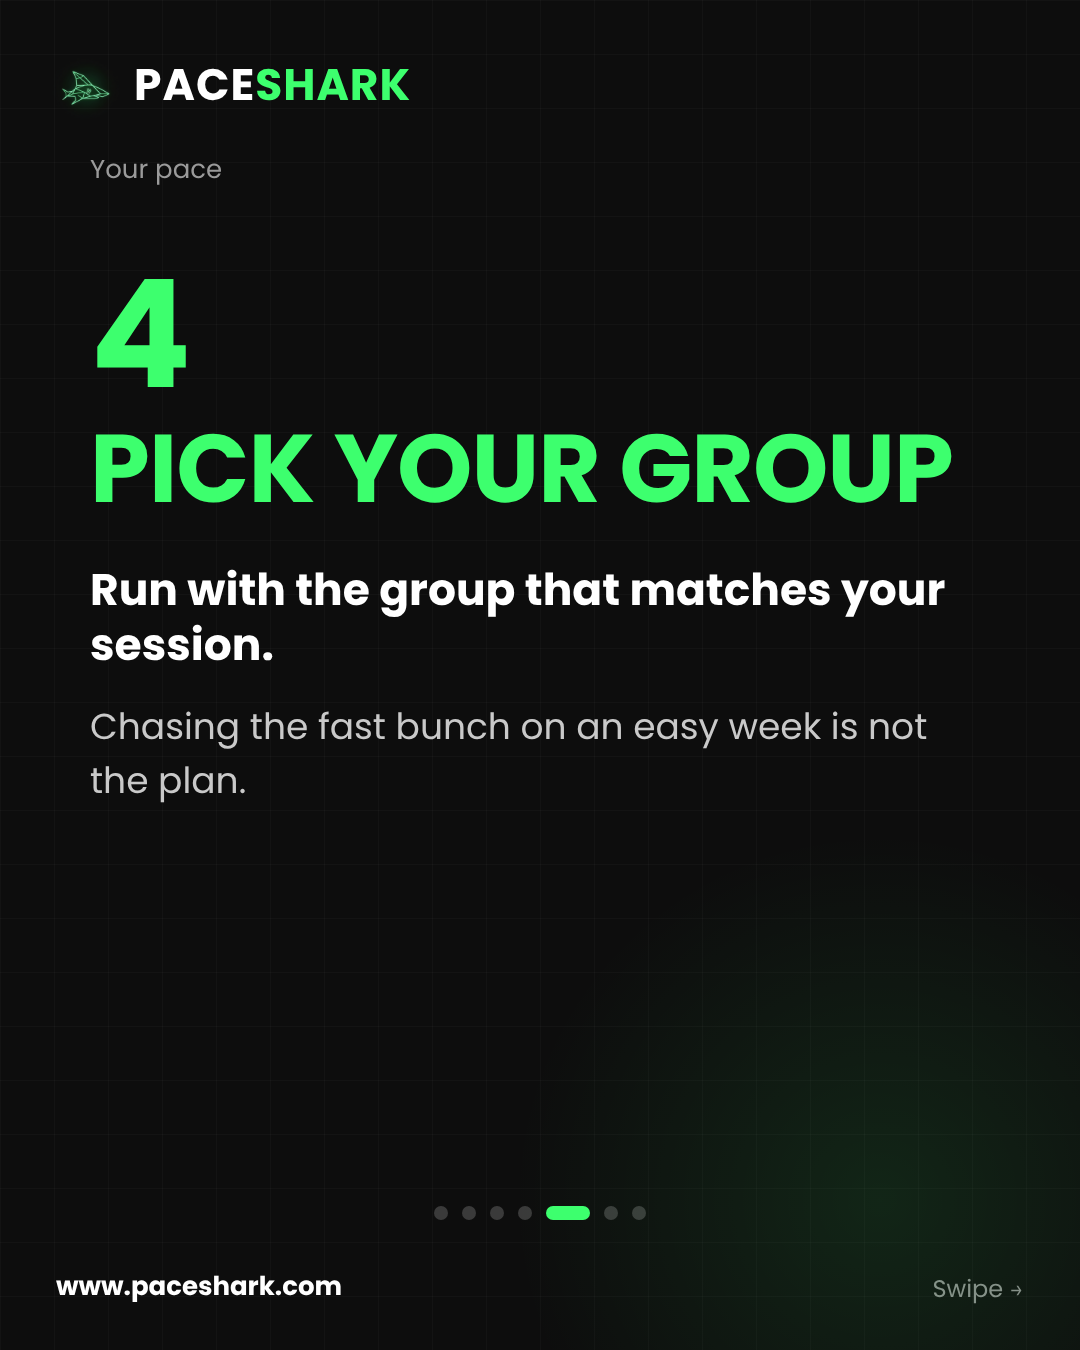 PACESHARK
Your pace
4
PICK YOUR GROUP
Run with the group that matches your
session.
Chasing the fast bunch on an easy week is not
the plan.
www.paceshark.com
Swipe →